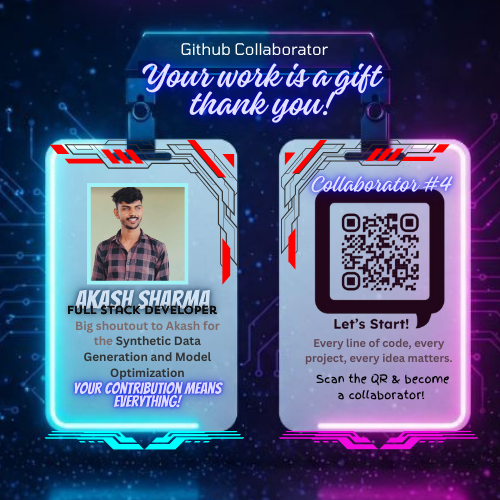 Github Collaborator
Your work is a gift
thank you!
AKASH SHARMA
FULL STACK DEVELOPER
Big shoutout to Akash for
the Synthetic Data
Generation and Model
Optimization
YOUR CONTRIBUTION MEANS
EVERYTHING!
Collaborator #4
Let's Start!
Every line of code, every
project, every idea matters.
Scan the QR & become
a collaborator!